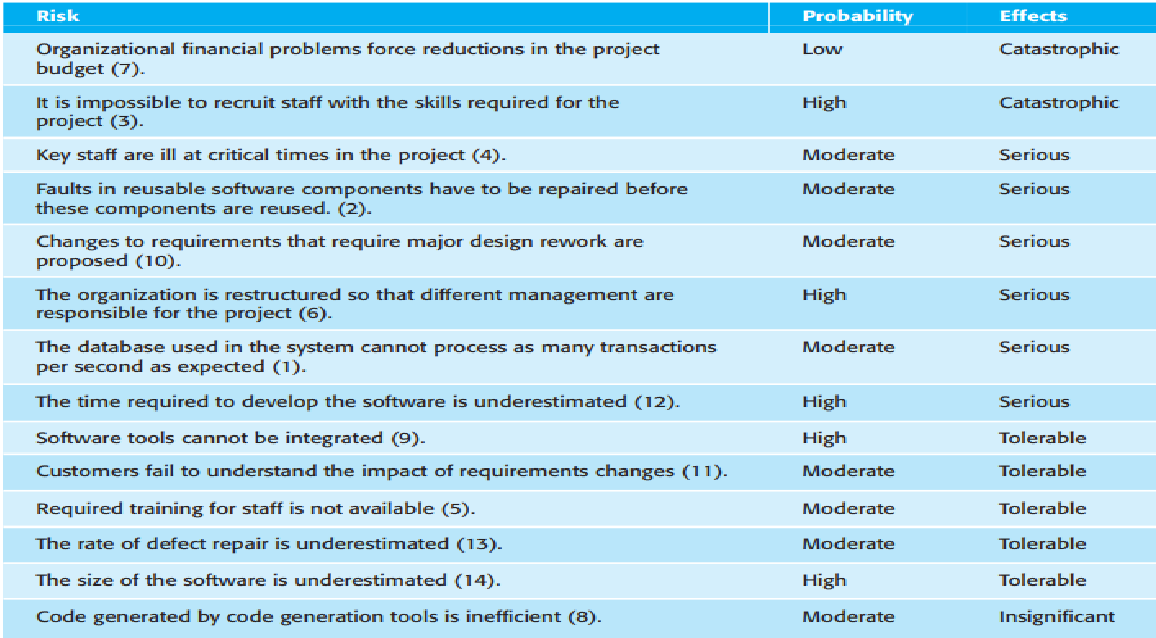 Risk Probability Effects
Organizational financial problems force reductions in the project Low Catastrophic
budget (7).
It is impossible to recruit staff with the skills required for the High Catastrophic
project (3).
Key staff are ill at critical times in the project (4). Moderate Serious
Faults in reusable software components have to be repaired before Moderate Serious
these components are reused. (2).
Changes to requirements that require major design rework are Moderate Serious
proposed (10).
The organization is restructured so that different management are High Serious
responsible for the project (6).
The database used in the system cannot process as many transactions Moderate Serious
per second as expected (1).
The time required to develop the software is underestimated (12). High Serious
Software tools cannot be integrated (9). High Tolerable
Customers fail to understand the impact of requirements changes (11). Moderate Tolerable
Required training for staff is not available (5). Moderate Tolerable
The rate of defect repair is underestimated (13). Moderate Tolerable
The size of the software is underestimated (14). High Tolerable
Code generated by code generation tools is inefficient (8). Moderate Insignificant